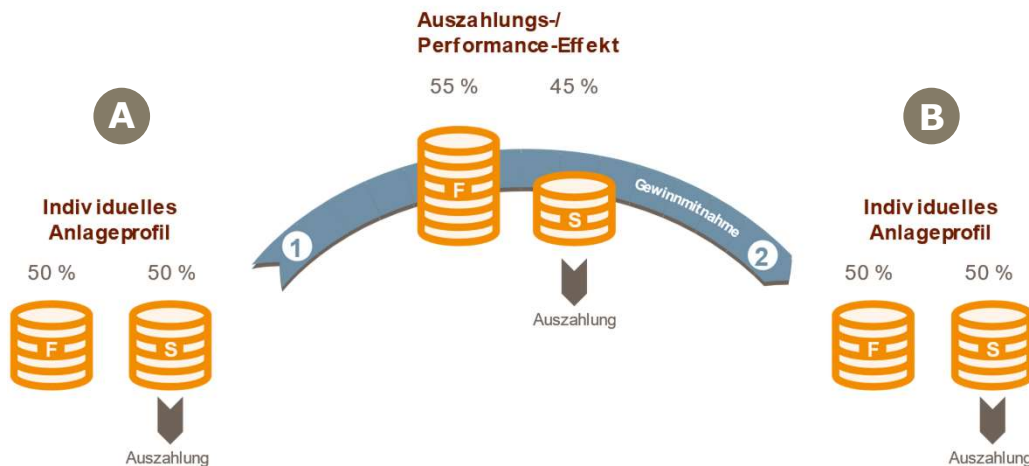 Auszahlungs-/
Performance-Effekt
55 % 45 %
A
B
Individuelles
Anlageprofil
50 % 50 %
F
S
Auszahlung
1
F
S
Gewinnmitnahme
2
Auszahlung
Individuelles
Anlageprofil
50 % 50 %
F
S
Auszahlung